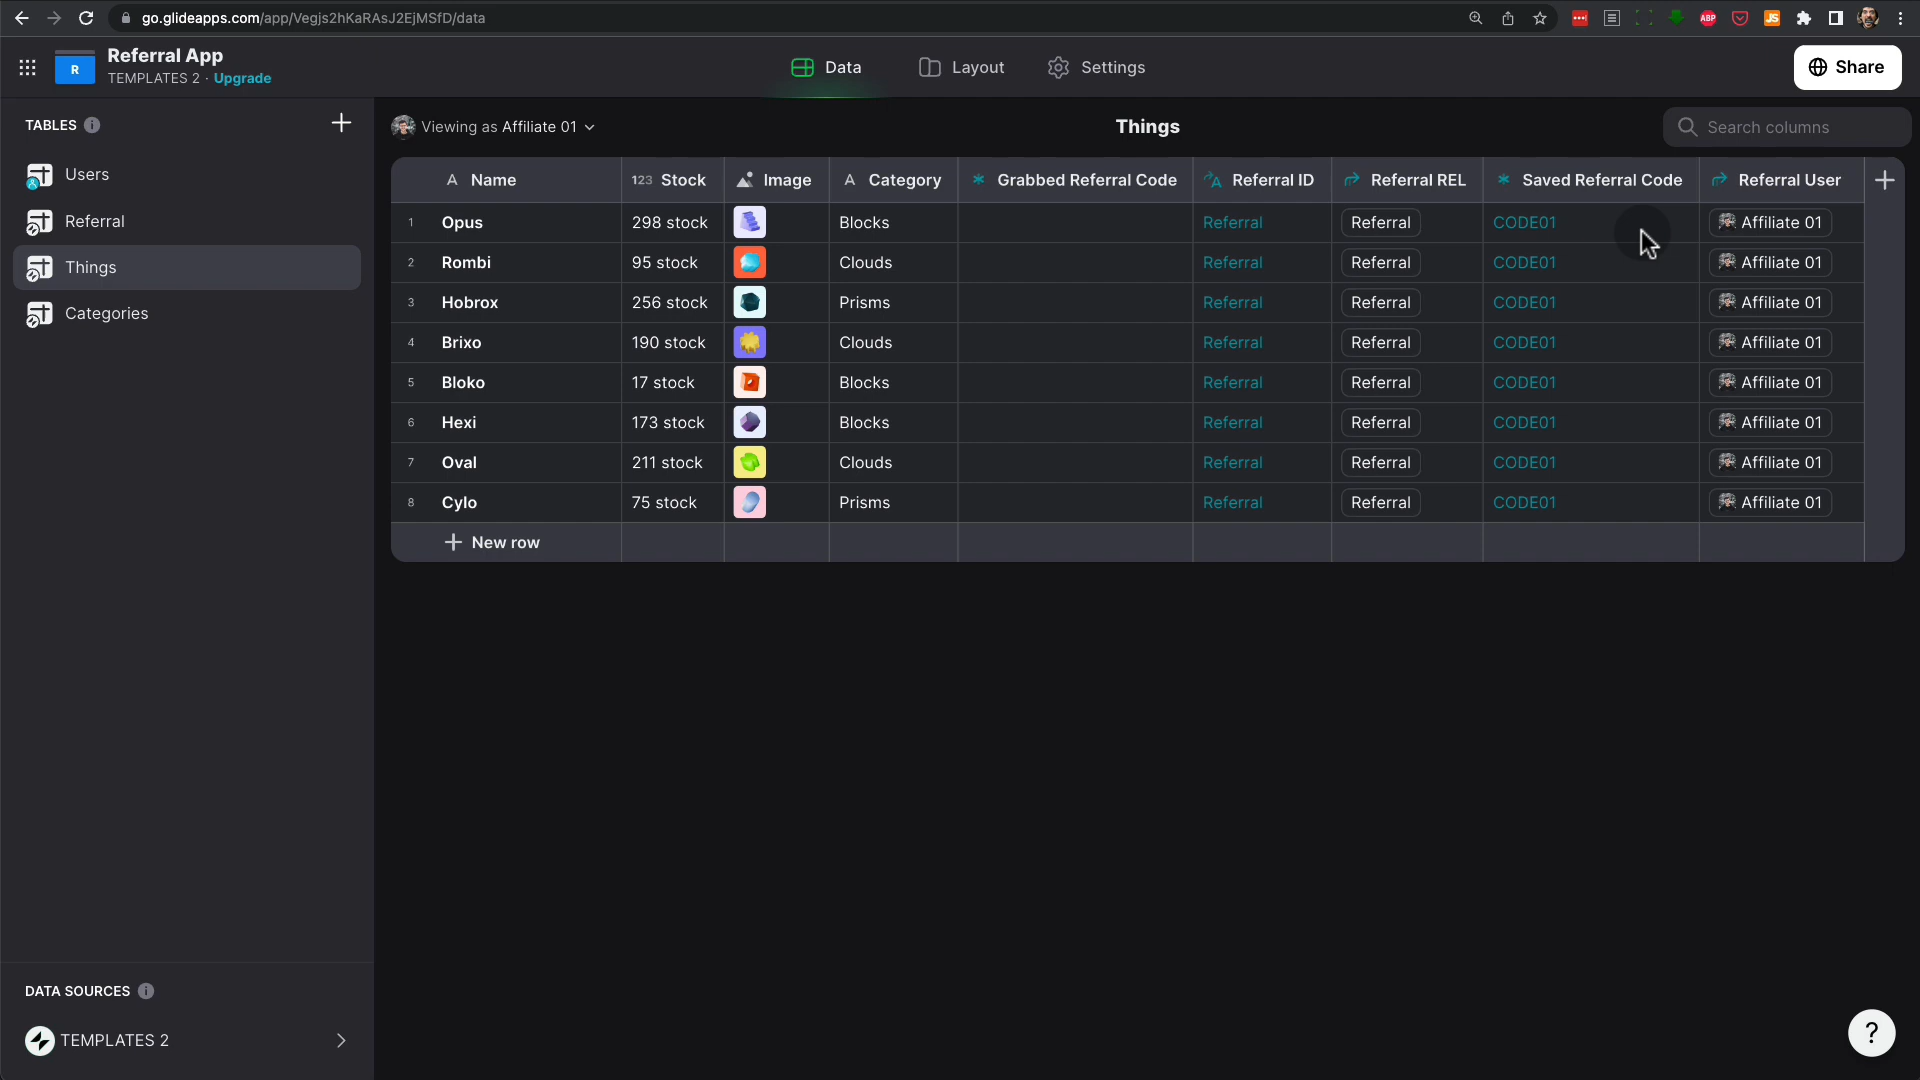 go.glideapps.com/app/Vegjs2hKaRAsJ2EjMSfD/data
ABP
JS
R
Referral App
TEMPLATES 2 · Upgrade
Data
Layout
Settings
Share
TABLES
Users
Referral
Things
Categories
Viewing as Affiliate 01
Things
Search columns
Name 123 Stock Image Category Grabbed Referral Code Referral ID Referral REL Saved Referral Code Referral User
1 Opus 298 stock Blocks Referral Referral CODE01 Affiliate 01
2 Rombi 95 stock Clouds Referral Referral CODE01 Affiliate 01
3 Hobrox 256 stock Prisms Referral Referral CODE01 Affiliate 01
4 Brixo 190 stock Clouds Referral Referral CODE01 Affiliate 01
5 Bloko 17 stock Blocks Referral Referral CODE01 Affiliate 01
6 Hexi 173 stock Blocks Referral Referral CODE01 Affiliate 01
7 Oval 211 stock Clouds Referral Referral CODE01 Affiliate 01
8 Cylo 75 stock Prisms Referral Referral CODE01 Affiliate 01
New row
DATA SOURCES
TEMPLATES 2
?